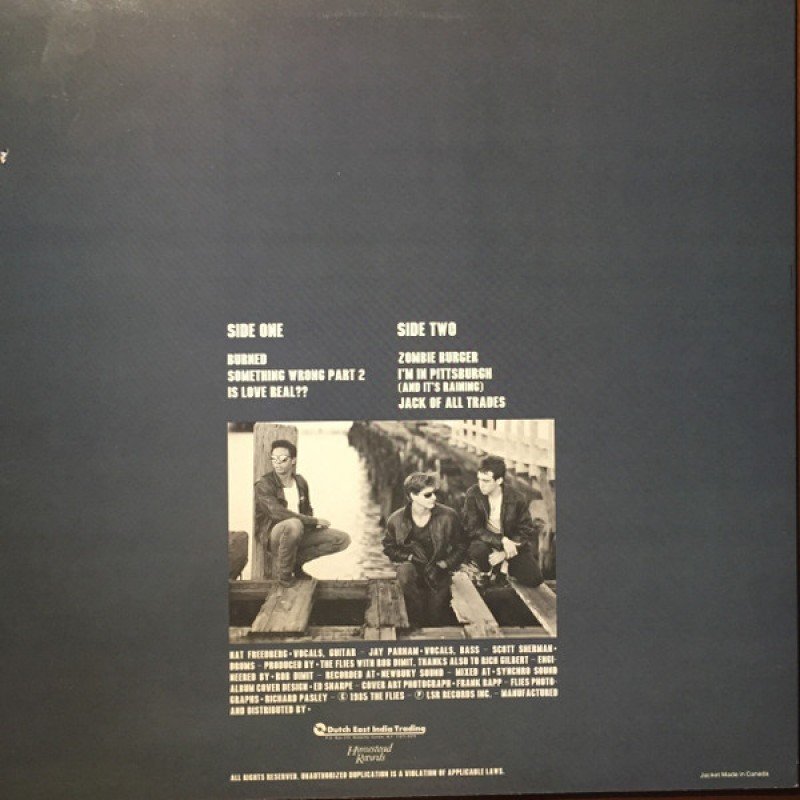 SIDE ONE
BURNED
SOMETHING WRONG PART 2
IS LOVE REAL??
SIDE TWO
ZOMBIE BURGER
I'M IN PITTSBURGH
(AND IT'S RAINING)
JACK OF ALL TRADES
NAT FREEDBERG - VOCALS, GUITAR - JAY PARHAM - VOCALS, BASS - SCOTT SHERMAN -
DRUMS - PRODUCED BY - THE FLIES WITH ROB DIMIT, THANKS ALSO TO RICH GILBERT - ENGI-
NEERED BY - ROB DIMIT - RECORDED AT - NEWBURY SOUND - MIXED AT - SYNCHRO SOUND
ALBUM COVER DESIGN - ED SHARPE - COVER ART PHOTOGRAPH - FRANK RAPP - FLIES PHOTO-
GRAPHS - RICHARD PASLEY - © 1985 THE FLIES - ℗ LSR RECORDS INC. - MANUFACTURED
AND DISTRIBUTED BY -
Dutch East India Trading
Homestead
Records
ALL RIGHTS RESERVED. UNAUTHORIZED DUPLICATION IS A VIOLATION OF APPLICABLE LAWS.
Jacket Made in Canada